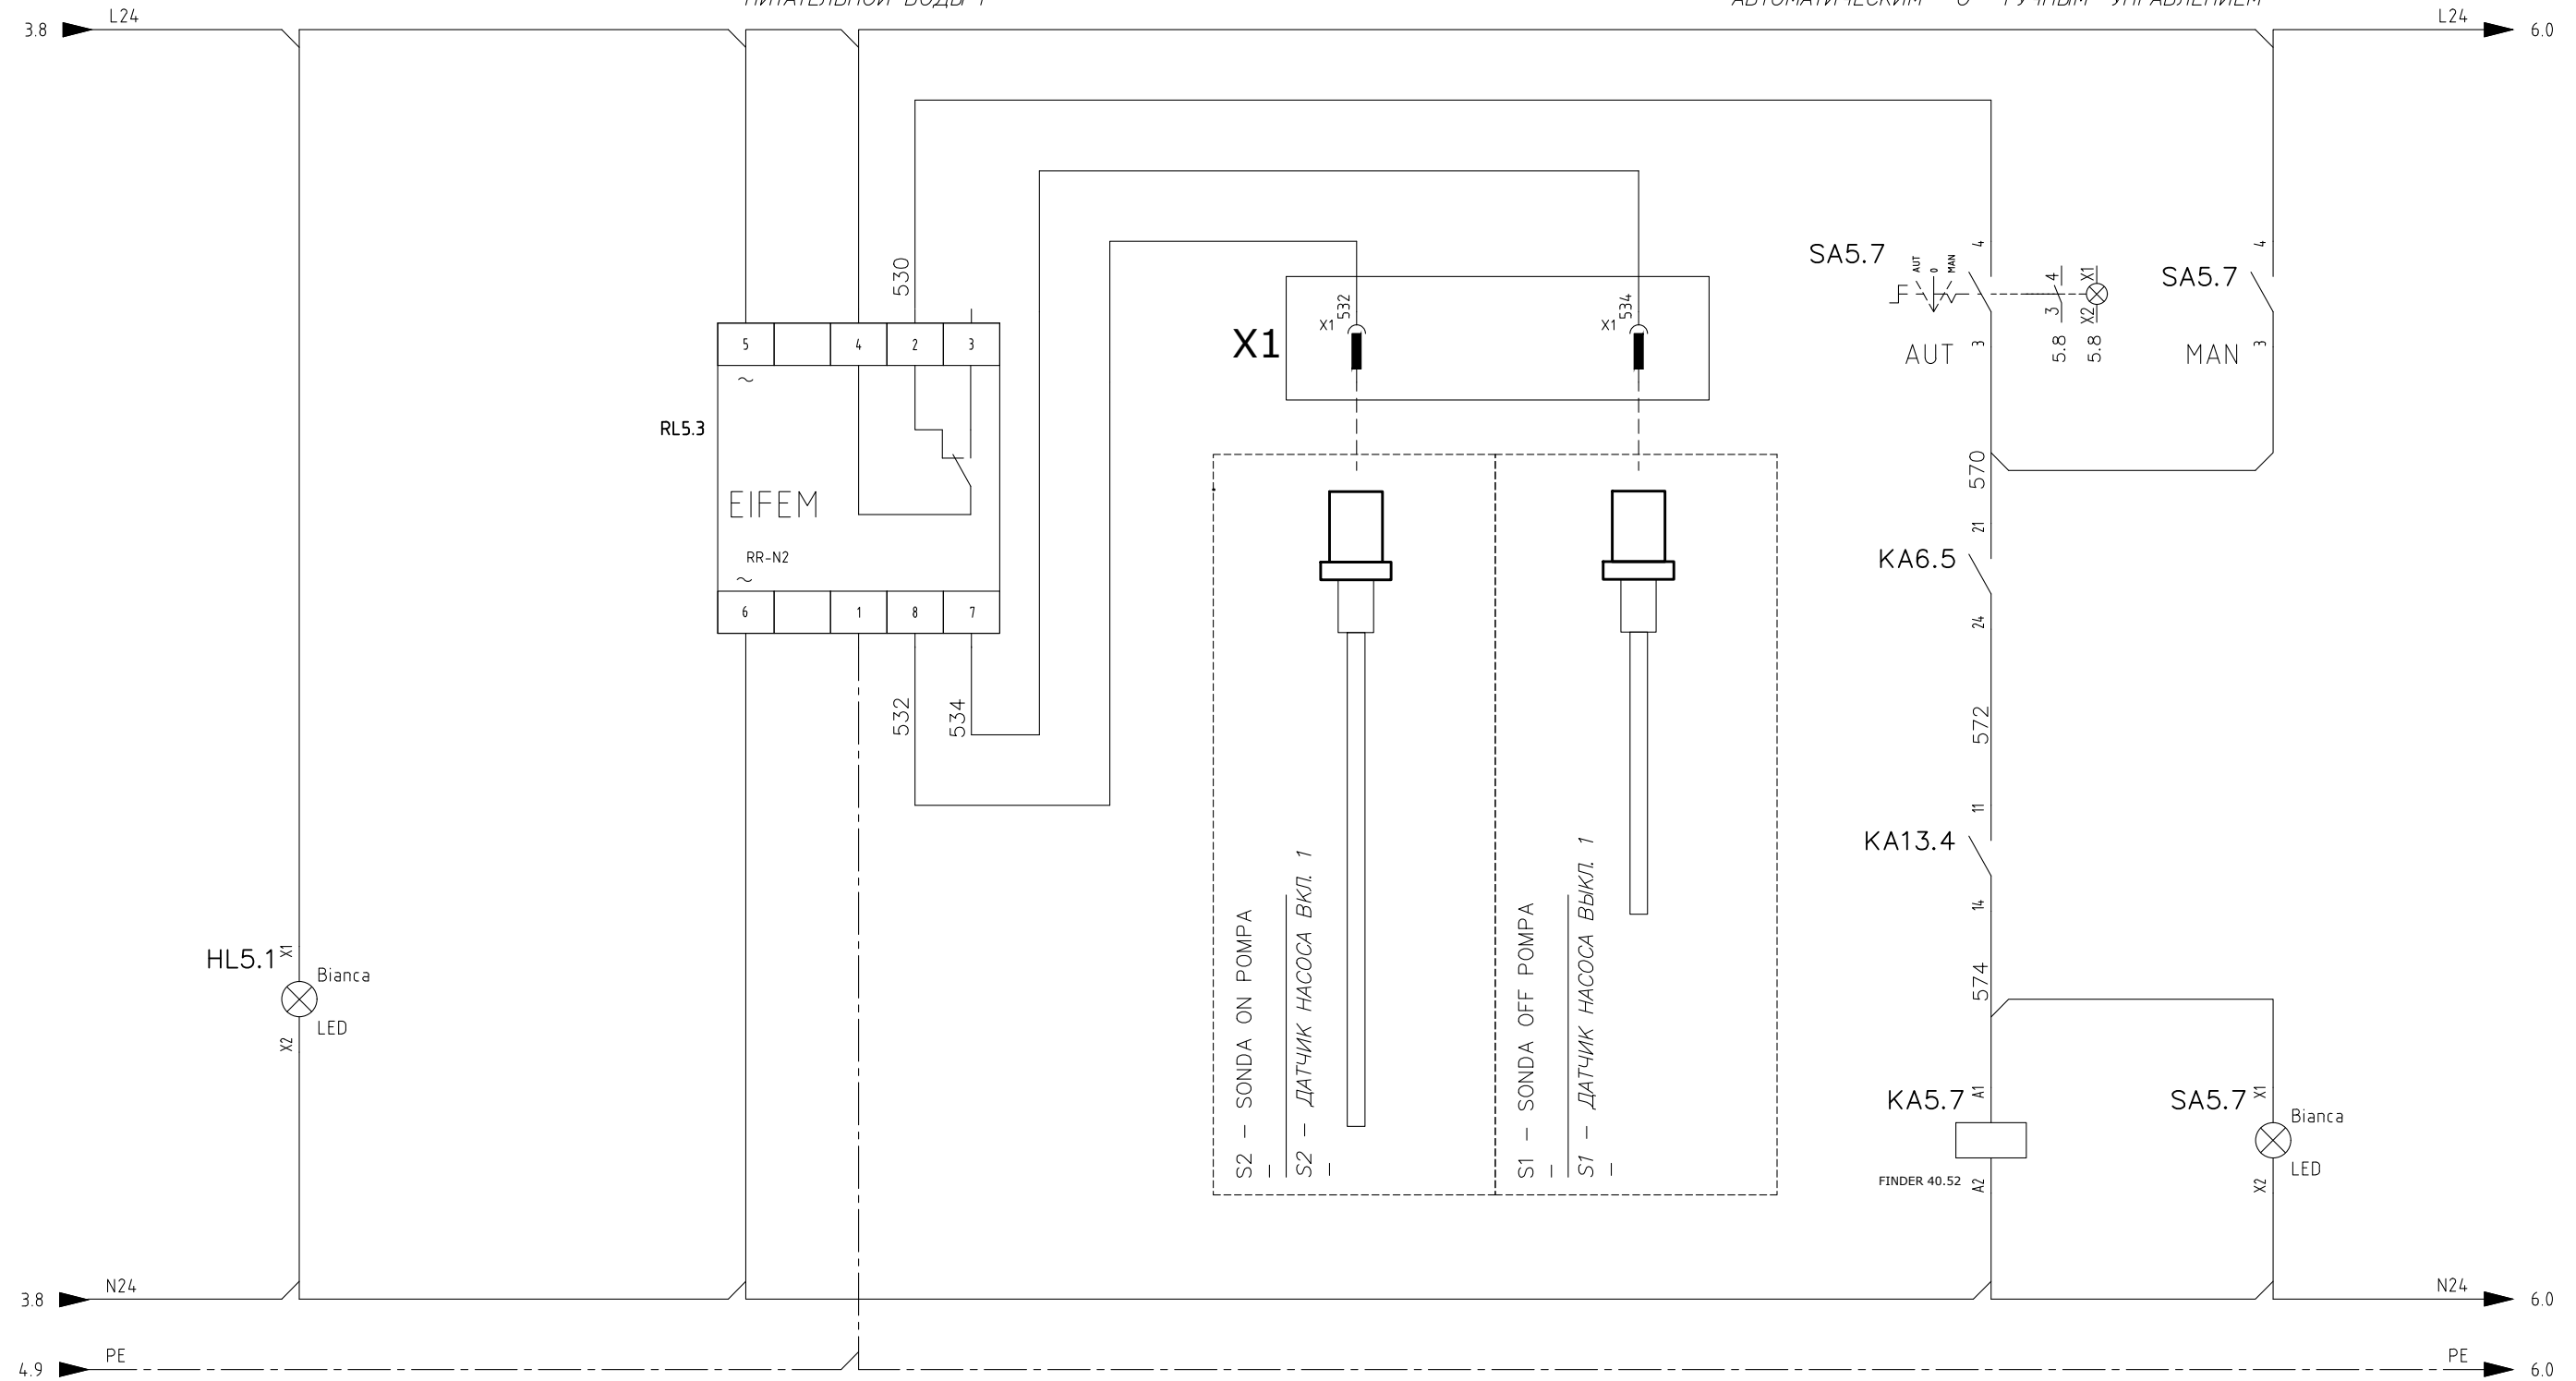 ПИТАТЕЛЬНОЙ ВОДЫ 1
АВТОМАТИЧЕСКИМ УПРАВЛЕНИЕМ
L24
L24
3.8
6.0
530
532
534
X1
X1
X1
5
4
2
3
RL5.3
EIFEM
RR-N2
6
1
8
7
532
534
SA5.7
AUT
0
MAN
4
3
4
X1
3
X2
5.8
5.8
AUT
SA5.7
4
3
MAN
570
21
KA6.5
24
572
11
KA13.4
14
574
S2 - SONDA ON POMPA
-
S2 - ДАТЧИК НАСОСА ВКЛ. 1
-
S1 - SONDA OFF POMPA
-
S1 - ДАТЧИК НАСОСА ВЫКЛ. 1
-
HL5.1
X1
Bianca
LED
X2
KA5.7
A1
FINDER 40.52
A2
SA5.7
X1
Bianca
LED
X2
N24
N24
3.8
6.0
PE
PE
4.9
6.0